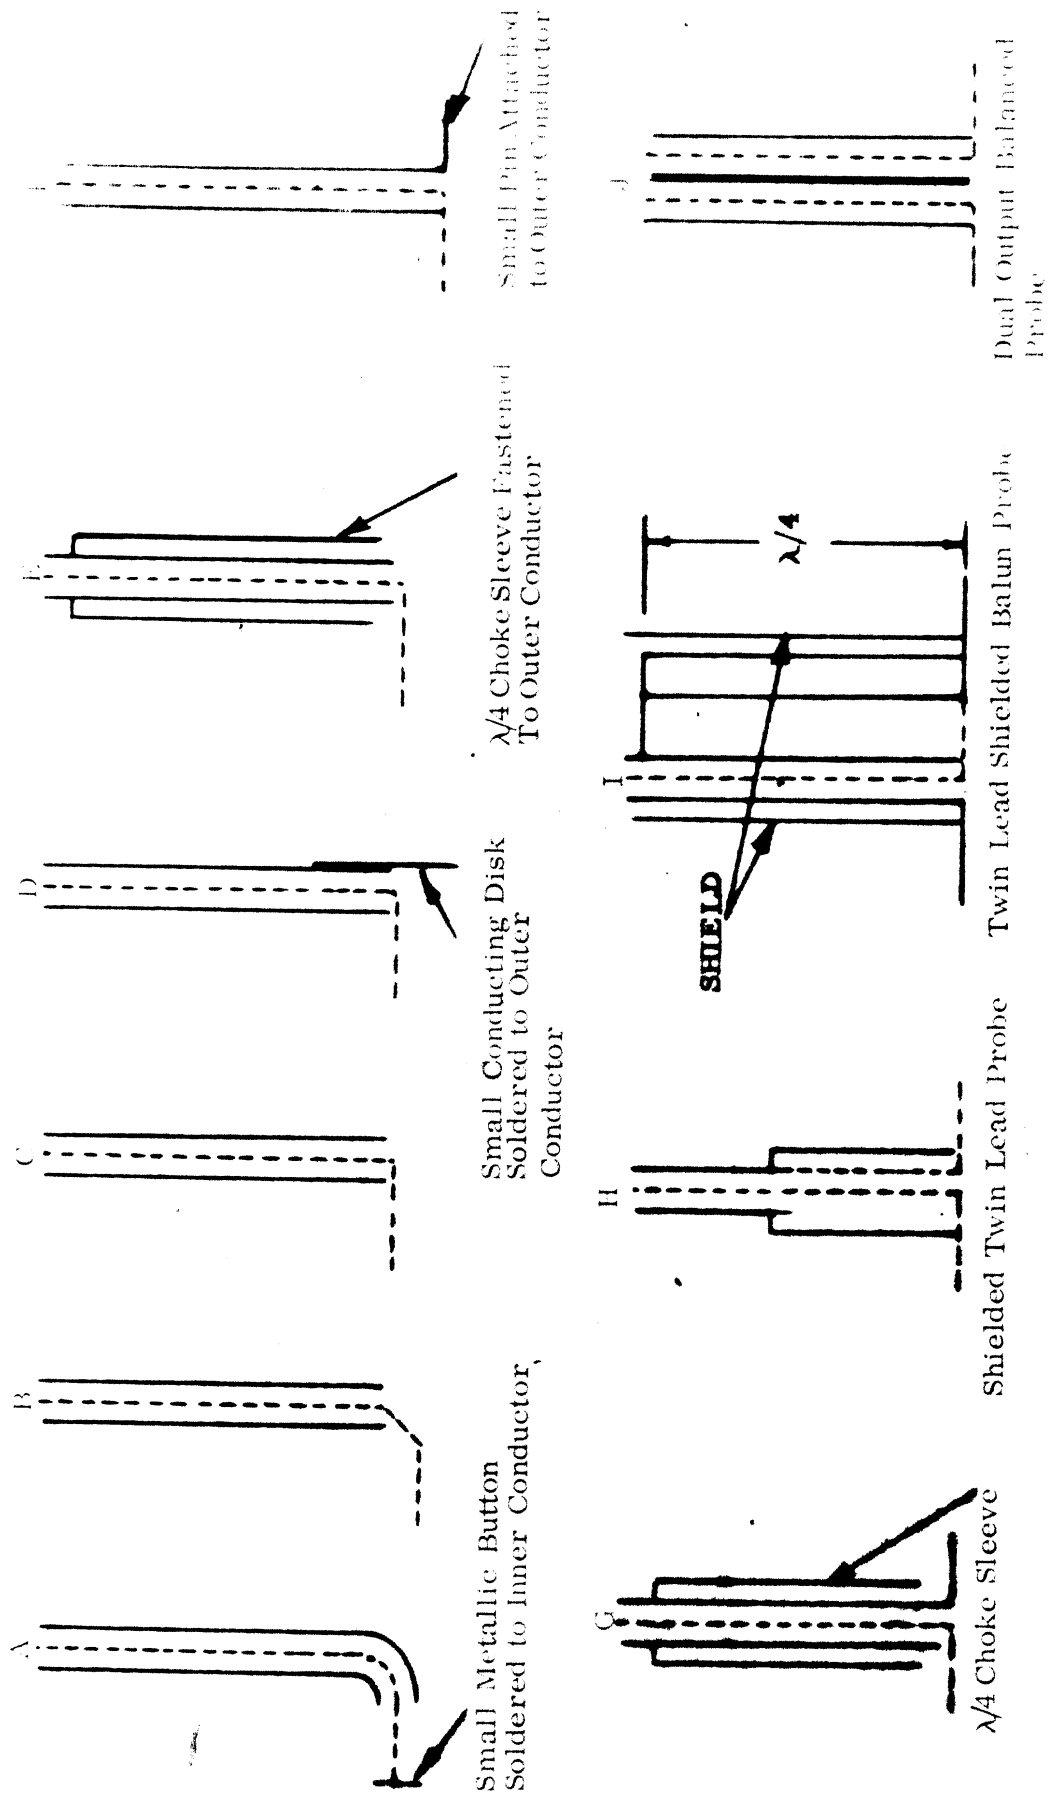 A
B
C
D
E
Small Metallic Button
Soldered to Inner Conductor
Small Conducting Disk
Soldered to Outer
Conductor
λ/4 Choke Sleeve Fastened
To Outer Conductor
Small Pin Attached
to Outer Conductor
G
H
I
J
SHIELD
λ/4
λ/4 Choke Sleeve
Shielded Twin Lead Probe
Twin Lead Shielded Balun Probe
Dual Output Balanced
Probe